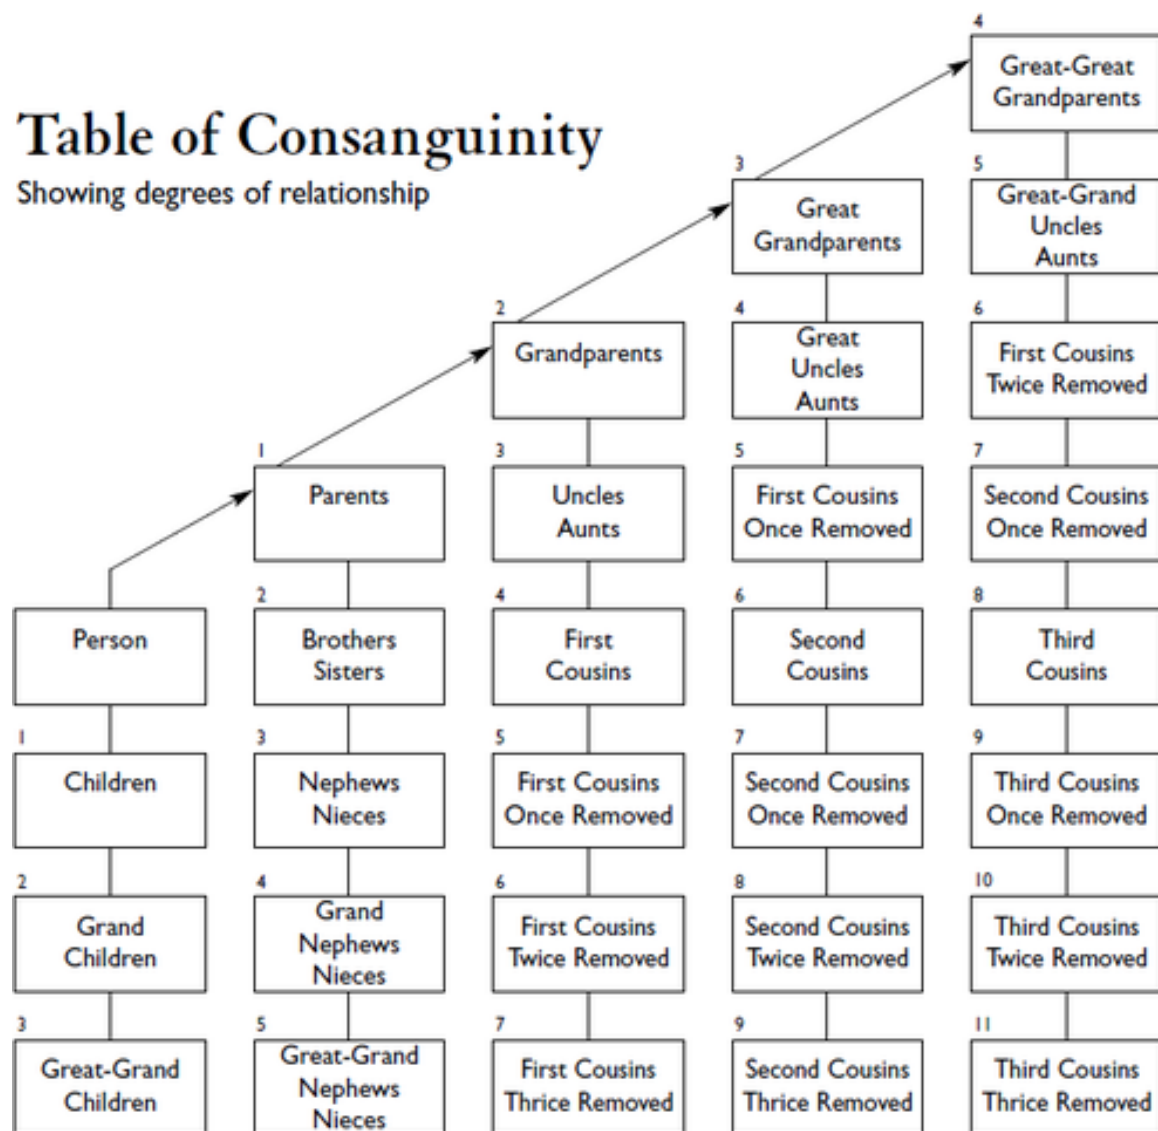 4
Great-Great
Grandparents
Table of Consanguinity
Showing degrees of relationship
3
Great
Grandparents
5
Great-Grand
Uncles
Aunts
2
Grandparents
4
Great
Uncles
Aunts
6
First Cousins
Twice Removed
1
Parents
3
Uncles
Aunts
5
First Cousins
Once Removed
7
Second Cousins
Once Removed
Person
2
Brothers
Sisters
4
First
Cousins
6
Second
Cousins
8
Third
Cousins
1
Children
3
Nephews
Nieces
5
First Cousins
Once Removed
7
Second Cousins
Once Removed
9
Third Cousins
Once Removed
2
Grand
Children
4
Grand
Nephews
Nieces
6
First Cousins
Twice Removed
8
Second Cousins
Twice Removed
10
Third Cousins
Twice Removed
3
Great-Grand
Children
5
Great-Grand
Nephews
Nieces
7
First Cousins
Thrice Removed
9
Second Cousins
Thrice Removed
11
Third Cousins
Thrice Removed